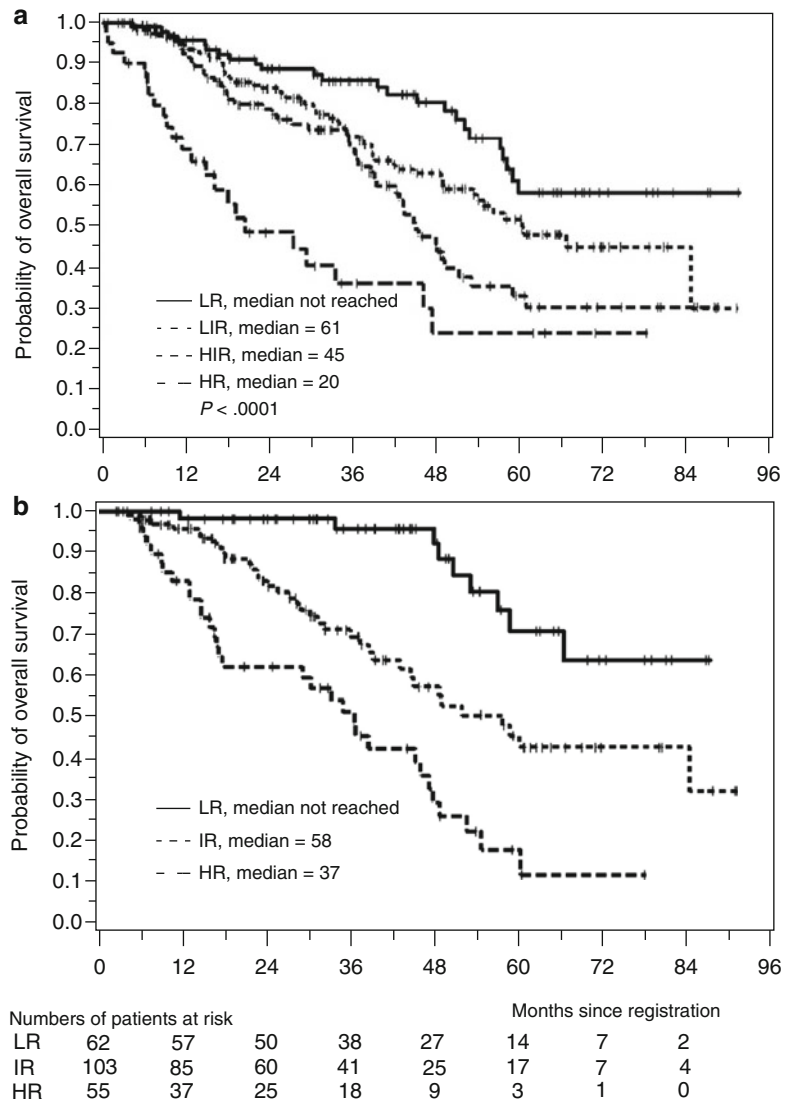 a
1.0
0.9
0.8
0.7
0.6
0.5
0.4
0.3
0.2
0.1
0.0
Probability of overall survival
LR, median not reached
LIR, median = 61
HIR, median = 45
HR, median = 20
P < .0001
0 12 24 36 48 60 72 84 96
b
1.0
0.9
0.8
0.7
0.6
0.5
0.4
0.3
0.2
0.1
0.0
Probability of overall survival
LR, median not reached
IR, median = 58
HR, median = 37
0 12 24 36 48 60 72 84 96
Months since registration
Numbers of patients at risk
LR 62 57 50 38 27 14 7 2
IR 103 85 60 41 25 17 7 4
HR 55 37 25 18 9 3 1 0